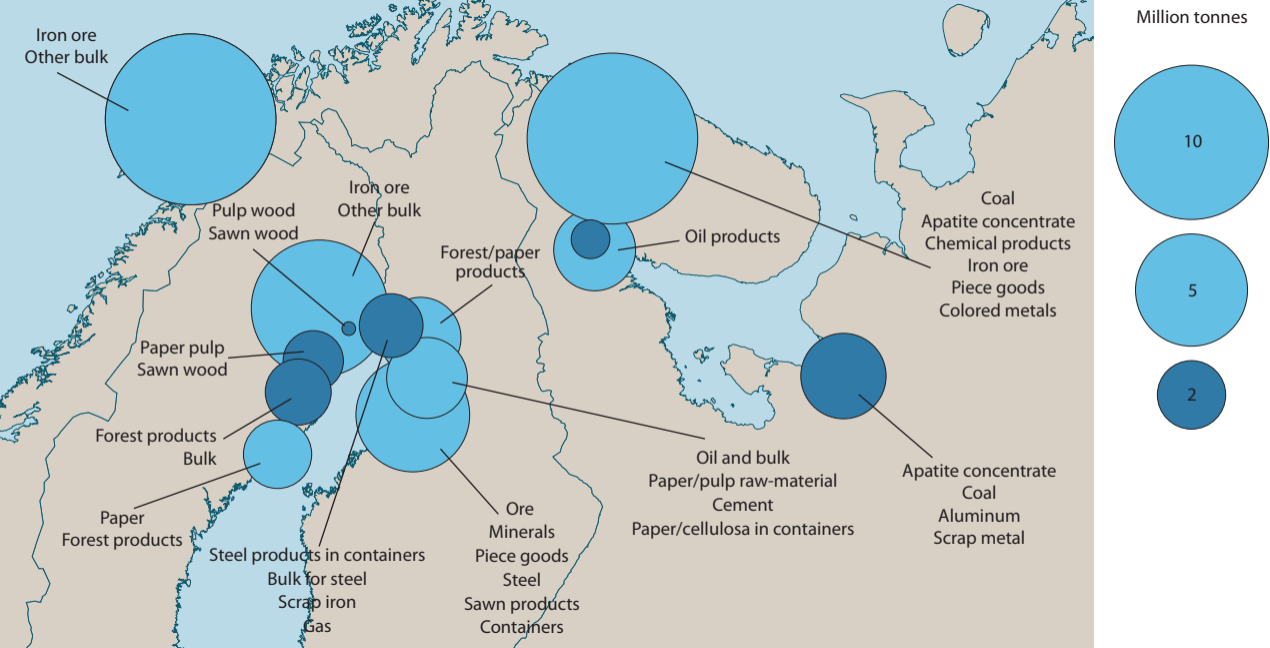 Million tonnes
Iron ore
Other bulk
10
Iron ore
Other bulk
Pulp wood
Sawn wood
Coal
Apatite concentrate
Chemical products
Iron ore
Piece goods
Colored metals
Oil products
Forest/paper
products
5
Paper pulp
Sawn wood
2
Forest products
Bulk
Oil and bulk
Paper/pulp raw-material
Cement
Paper/cellulosa in containers
Apatite concentrate
Coal
Aluminum
Scrap metal
Paper
Forest products
Ore
Minerals
Piece goods
Steel
Sawn products
Containers
Steel products in containers
Bulk for steel
Scrap iron
Gas